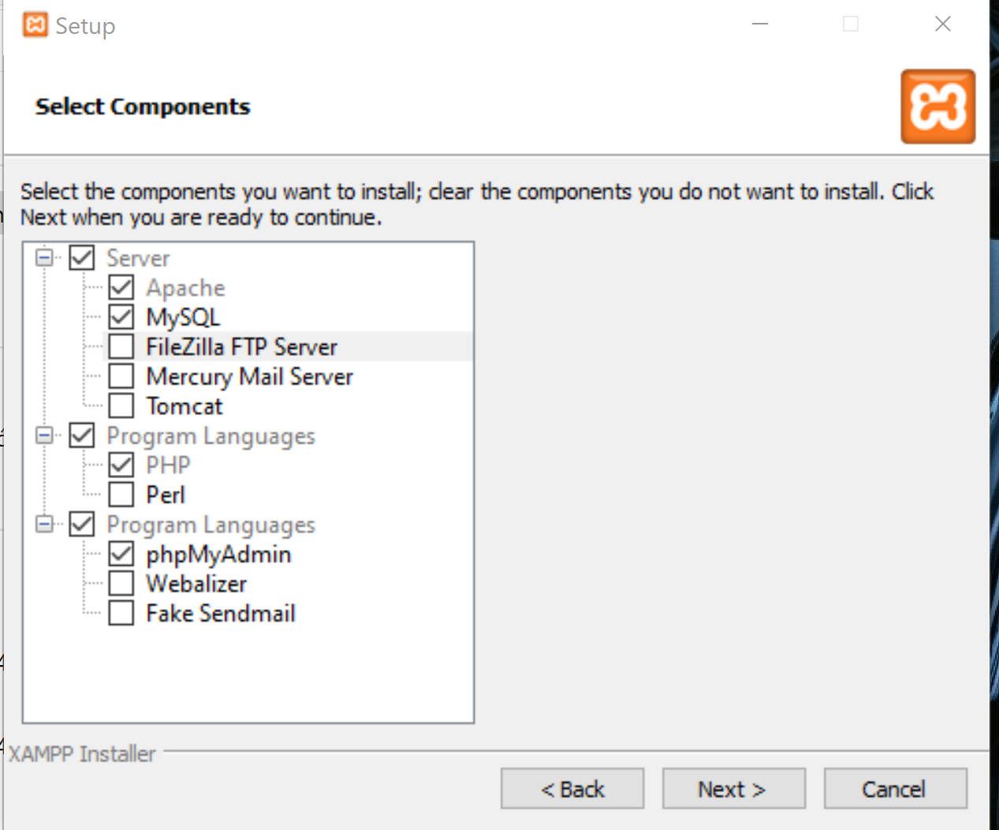 Setup
Select Components
Select the components you want to install; clear the components you do not want to install. Click
Next when you are ready to continue.
Server
Apache
MySQL
FileZilla FTP Server
Mercury Mail Server
Tomcat
Program Languages
PHP
Perl
Program Languages
phpMyAdmin
Webalizer
Fake Sendmail
XAMPP Installer
< Back
Next >
Cancel